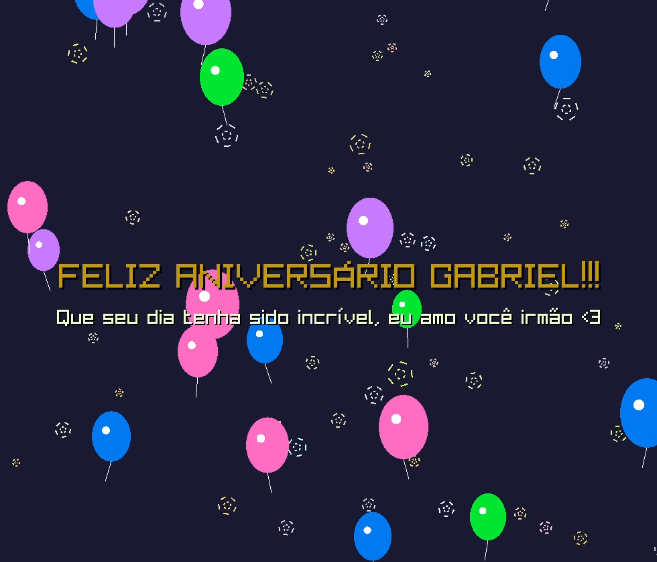 FELIZ ANIVERSÁRIO GABRIEL!!!
Que seu dia tenha sido incrível, eu amo você irmão <3